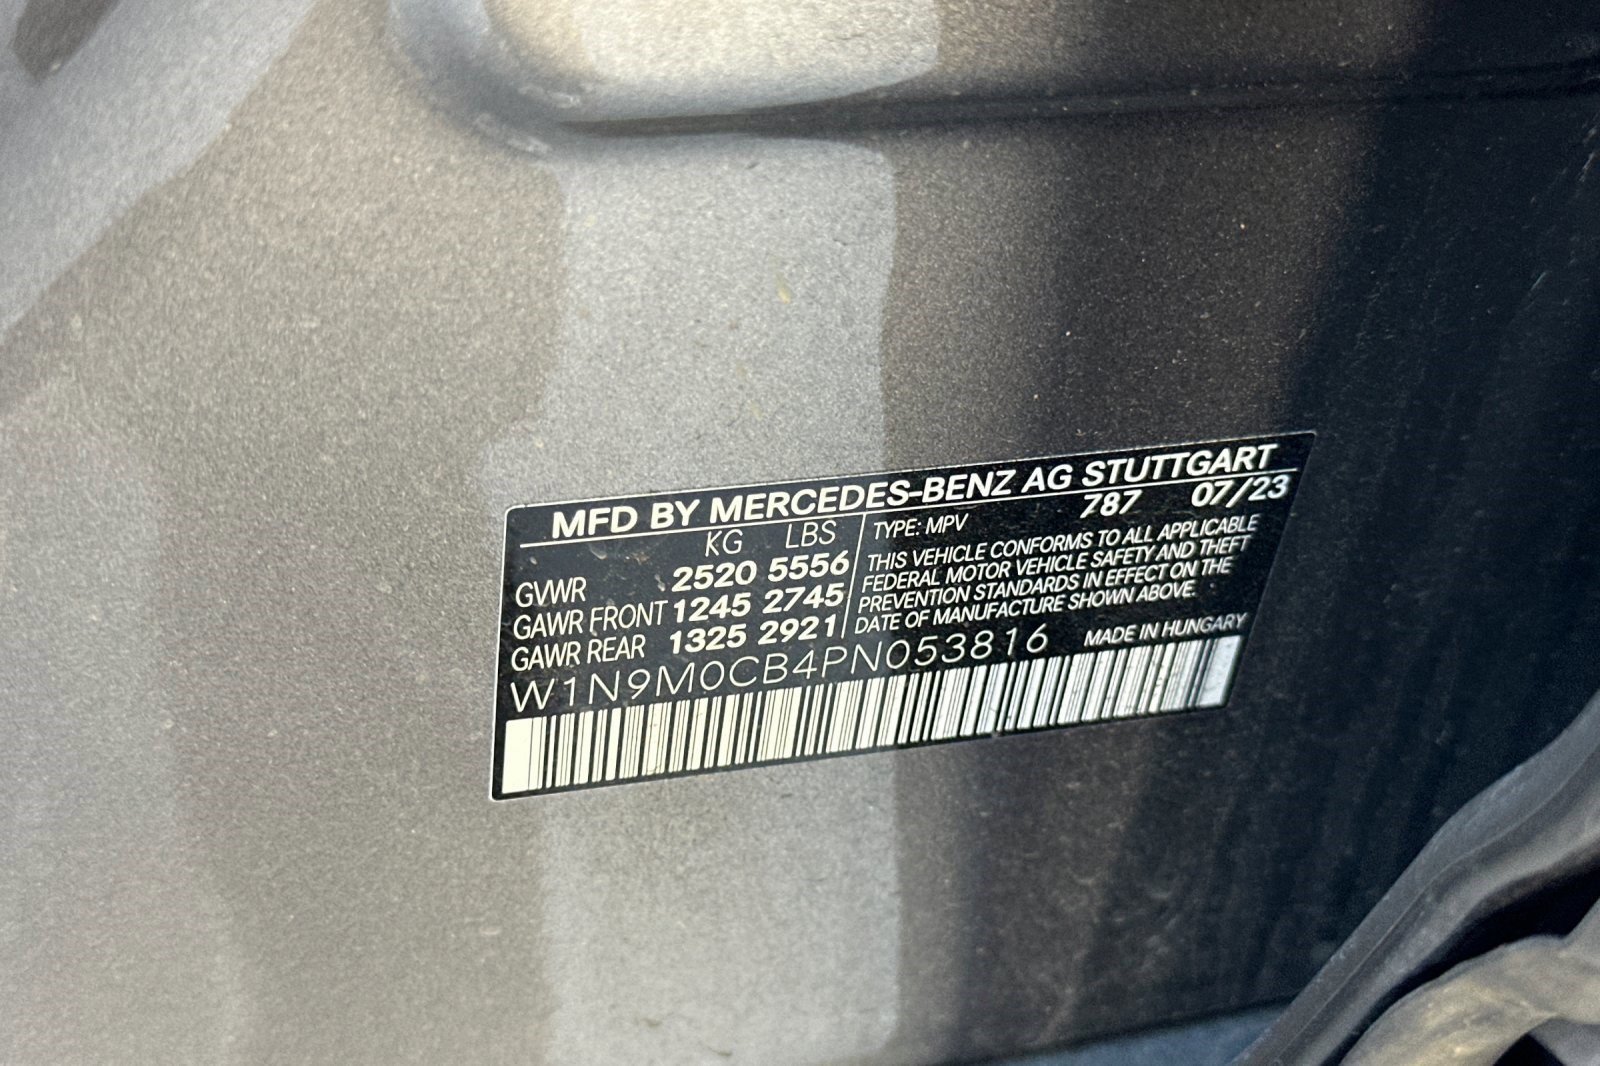 MFD BY MERCEDES-BENZ AG STUTTGART
KG LBS
GVWR 2520 5556
GAWR FRONT 1245 2745
GAWR REAR 1325 2921
TYPE: MPV 787 07/23
THIS VEHICLE CONFORMS TO ALL APPLICABLE
FEDERAL MOTOR VEHICLE SAFETY AND THEFT
PREVENTION STANDARDS IN EFFECT ON THE
DATE OF MANUFACTURE SHOWN ABOVE.
W1N9M0CB4PN053816 MADE IN HUNGARY